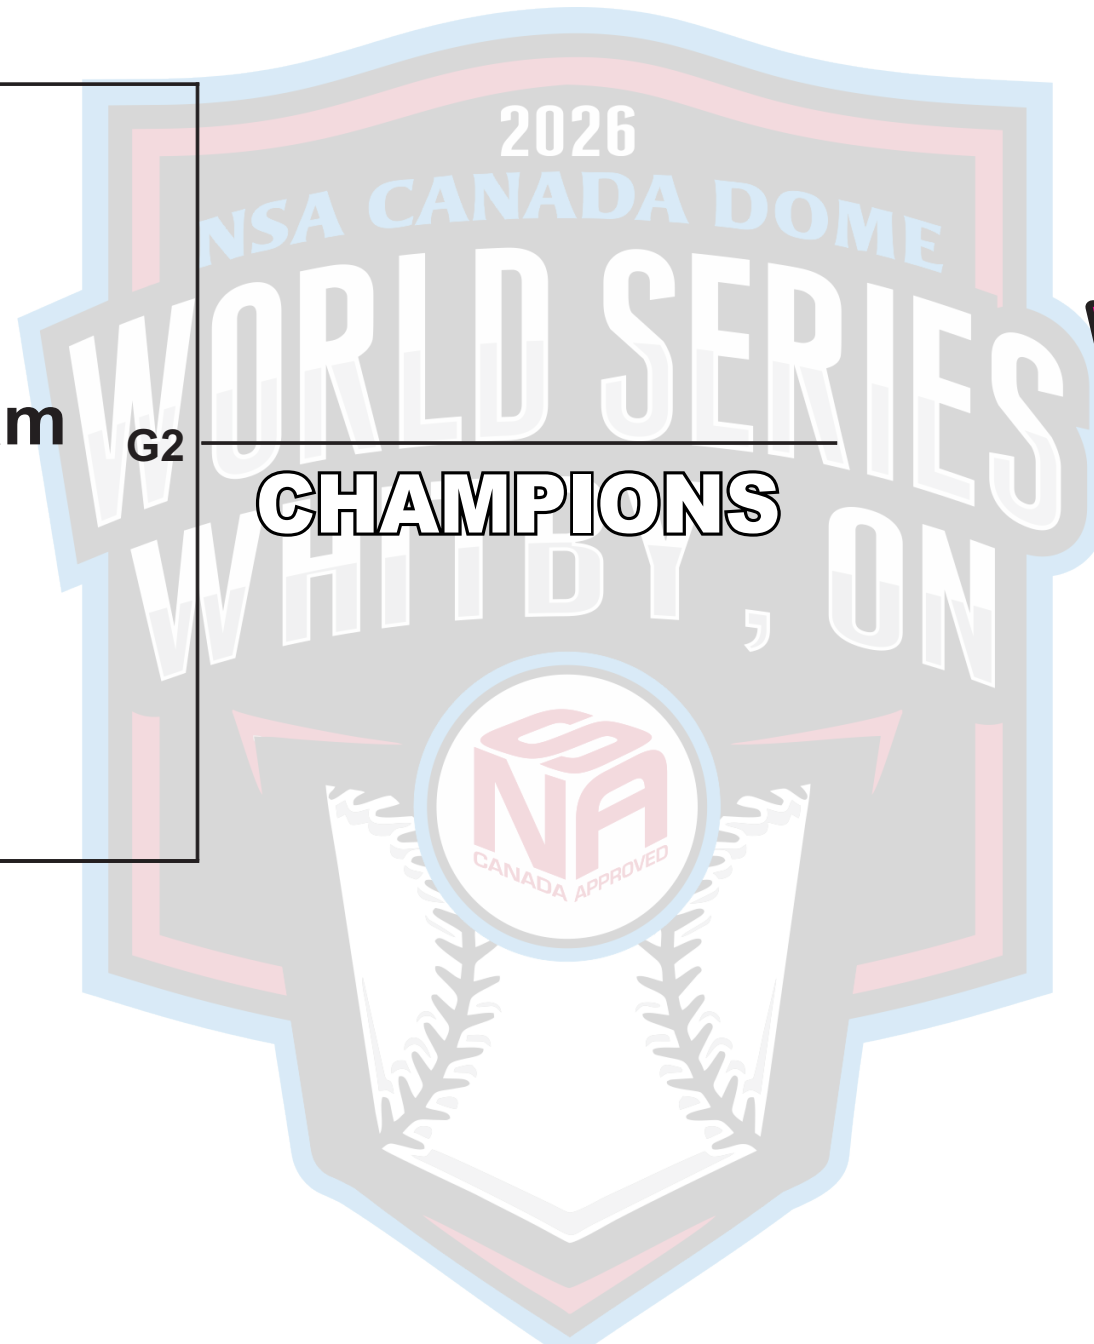 2026
NSA CANADA DOME
WORLD SERIES
m
G2
CHAMPIONS
WHITBY, ON
NSA
CANADA APPROVED